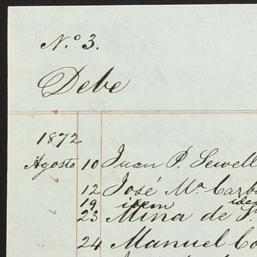 N.º 3.
Debe
1872
Agosto 10 Juan P. Sewell
12 José Mª Carb
19 idem idem
23 Mina de S.
24 Manuel Co